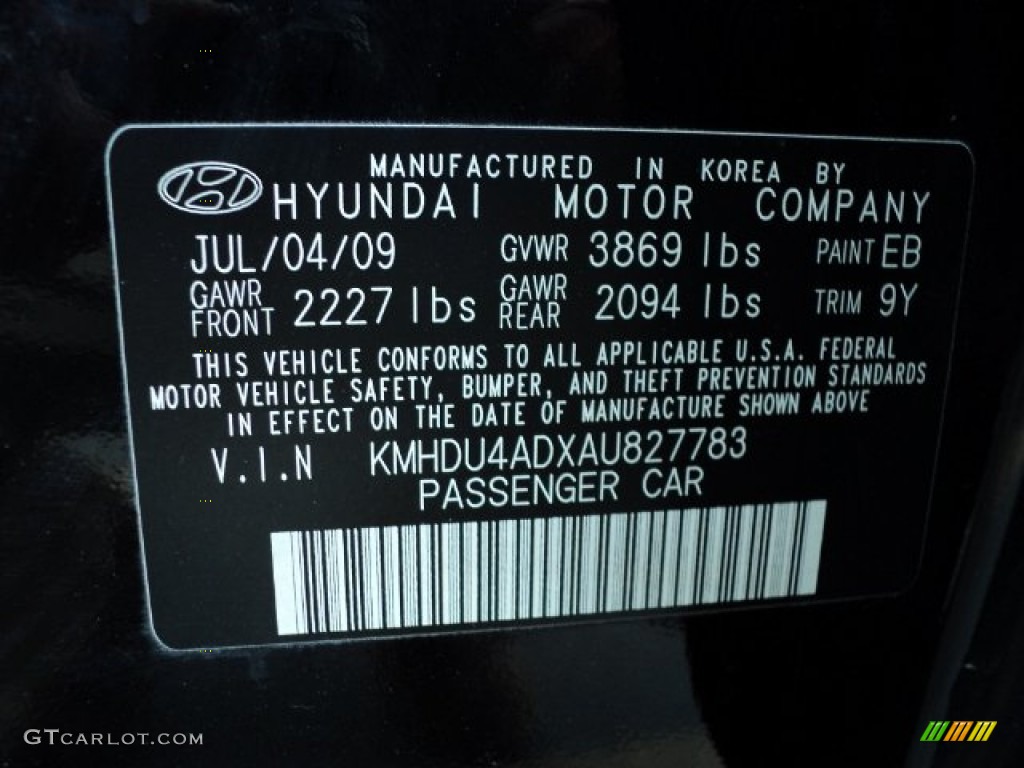 MANUFACTURED IN KOREA BY
HYUNDAI MOTOR COMPANY
JUL/04/09 GVWR 3869 lbs PAINT EB
GAWR FRONT 2227 lbs GAWR REAR 2094 lbs TRIM 9Y
THIS VEHICLE CONFORMS TO ALL APPLICABLE U.S.A. FEDERAL
MOTOR VEHICLE SAFETY, BUMPER, AND THEFT PREVENTION STANDARDS
IN EFFECT ON THE DATE OF MANUFACTURE SHOWN ABOVE
V.I.N KMHDU4ADXAU827783
PASSENGER CAR
GTCARLOT.COM